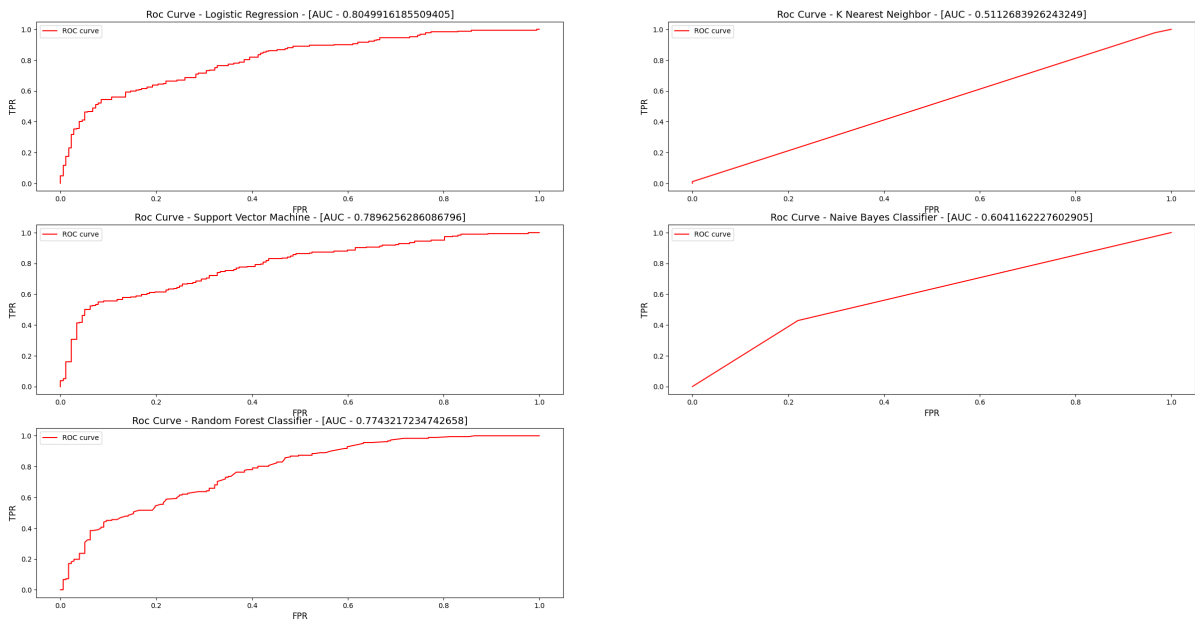 Roc Curve - Logistic Regression - [AUC - 0.8049916185509405]
ROC curve
TPR
1.0
0.8
0.6
0.4
0.2
0.0
0.0 0.2 0.4 0.6 0.8 1.0
FPR
Roc Curve - K Nearest Neighbor - [AUC - 0.5112683926243249]
ROC curve
TPR
1.0
0.8
0.6
0.4
0.2
0.0
0.0 0.2 0.4 0.6 0.8 1.0
FPR
Roc Curve - Support Vector Machine - [AUC - 0.7896256286086796]
ROC curve
TPR
1.0
0.8
0.6
0.4
0.2
0.0
0.0 0.2 0.4 0.6 0.8 1.0
FPR
Roc Curve - Naive Bayes Classifier - [AUC - 0.6041162227602905]
ROC curve
TPR
1.0
0.8
0.6
0.4
0.2
0.0
0.0 0.2 0.4 0.6 0.8 1.0
FPR
Roc Curve - Random Forest Classifier - [AUC - 0.7743217234742658]
ROC curve
TPR
1.0
0.8
0.6
0.4
0.2
0.0
0.0 0.2 0.4 0.6 0.8 1.0
FPR